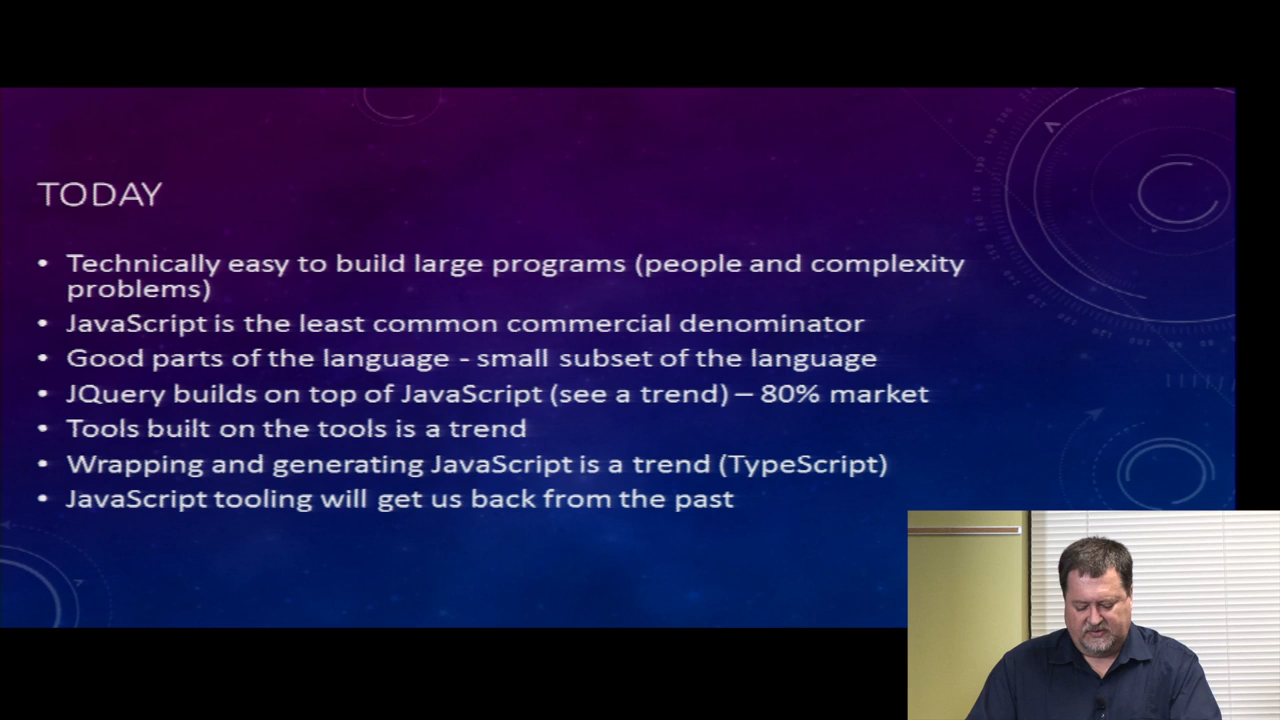 TODAY
• Technically easy to build large programs (people and complexity
problems)
• JavaScript is the least common commercial denominator
• Good parts of the language - small subset of the language
• JQuery builds on top of JavaScript (see a trend) – 80% market
• Tools built on the tools is a trend
• Wrapping and generating JavaScript is a trend (TypeScript)
• JavaScript tooling will get us back from the past